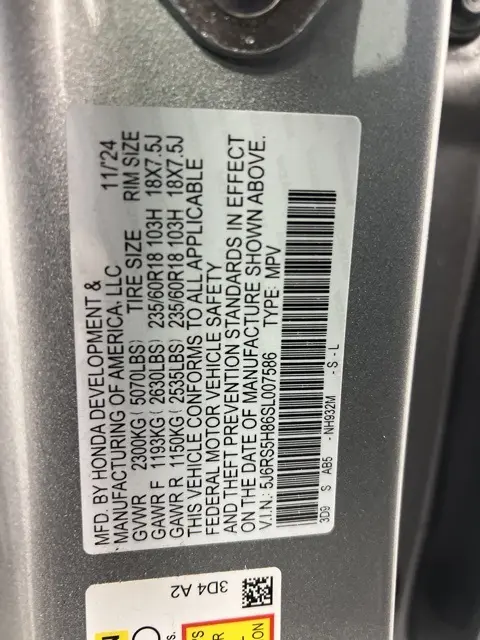 MFD. BY HONDA DEVELOPMENT &
MANUFACTURING OF AMERICA, LLC 11/'24
GVWR 2300KG(5070LBS) TIRE SIZE RIM SIZE
GAWR F 1193KG(2630LBS) 235/60R18 103H 18X7.5J
GAWR R 1150KG(2535LBS) 235/60R18 103H 18X7.5J
THIS VEHICLE CONFORMS TO ALL APPLICABLE
FEDERAL MOTOR VEHICLE SAFETY
AND THEFT PREVENTION STANDARDS IN EFFECT
ON THE DATE OF MANUFACTURE SHOWN ABOVE.
V.I.N.: 5J6RS5H86SL007586 TYPE: MPV
3D9 S AB5 -NH932M -S-L
3D4 A2